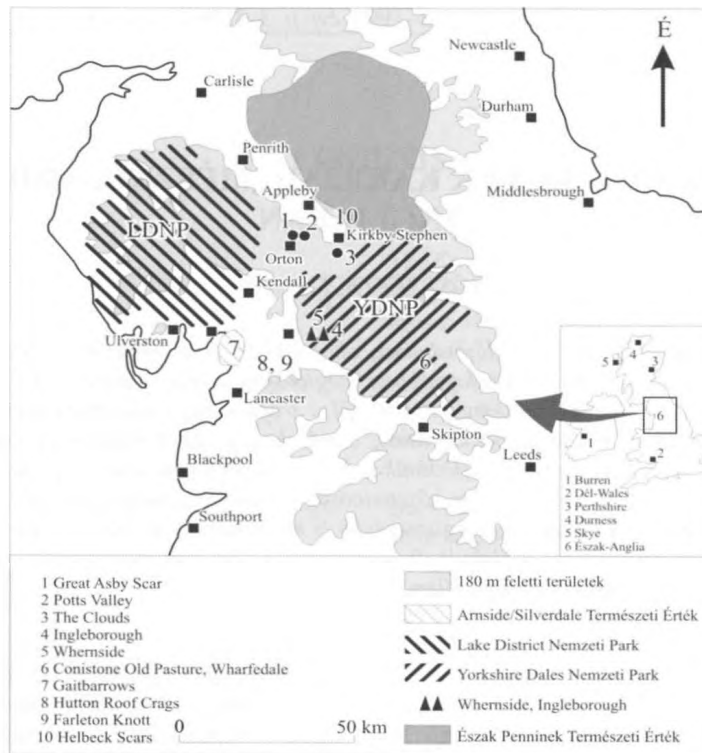 É
Newcastle
Carlisle
Durham
Penrith
Appleby
Middlesbrough
1
2
10
Kirkby Stephen
LDNP
Orton
3
Kendall
YDNP
5
4
Ulverston
7
8, 9
6
Lancaster
Skipton
Leeds
Blackpool
Southport
4
5
3
6
1
2
1 Burren
2 Dél-Wales
3 Perthshire
4 Durness
5 Skye
6 Észak-Anglia
1 Great Asby Scar
2 Potts Valley
3 The Clouds
4 Ingleborough
5 Whernside
6 Conistone Old Pasture, Wharfedale
7 Gaitbarrows
8 Hutton Roof Crags
9 Farleton Knott
10 Helbeck Scars
0 50 km
180 m feletti területek
Arnside/Silverdale Természeti Érték
Lake District Nemzeti Park
Yorkshire Dales Nemzeti Park
Whernside, Ingleborough
Észak Penninek Természeti Érték